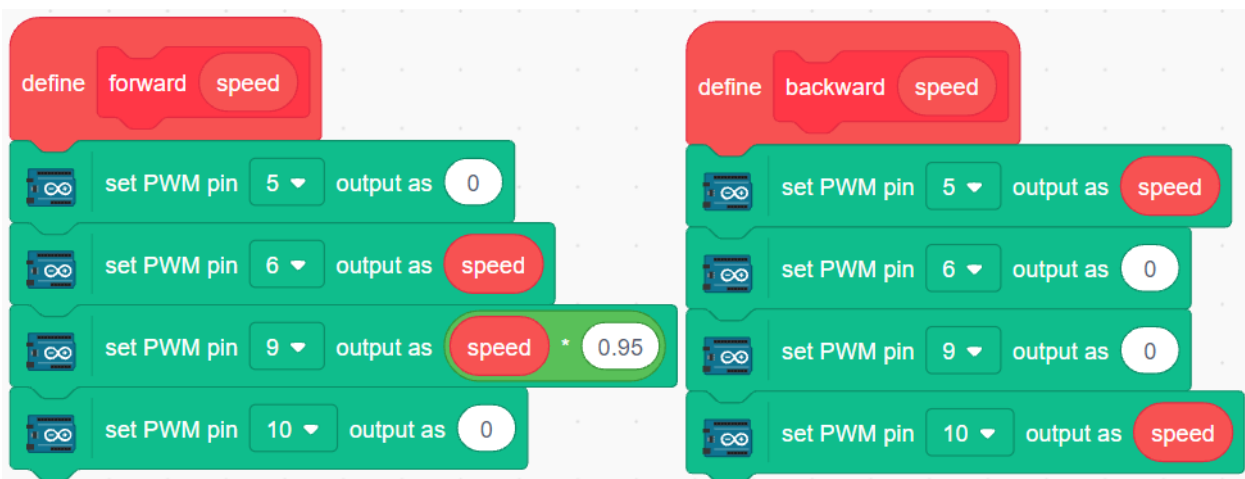 define forward speed
set PWM pin 5 output as 0
set PWM pin 6 output as speed
set PWM pin 9 output as speed * 0.95
set PWM pin 10 output as 0
define backward speed
set PWM pin 5 output as speed
set PWM pin 6 output as 0
set PWM pin 9 output as 0
set PWM pin 10 output as speed